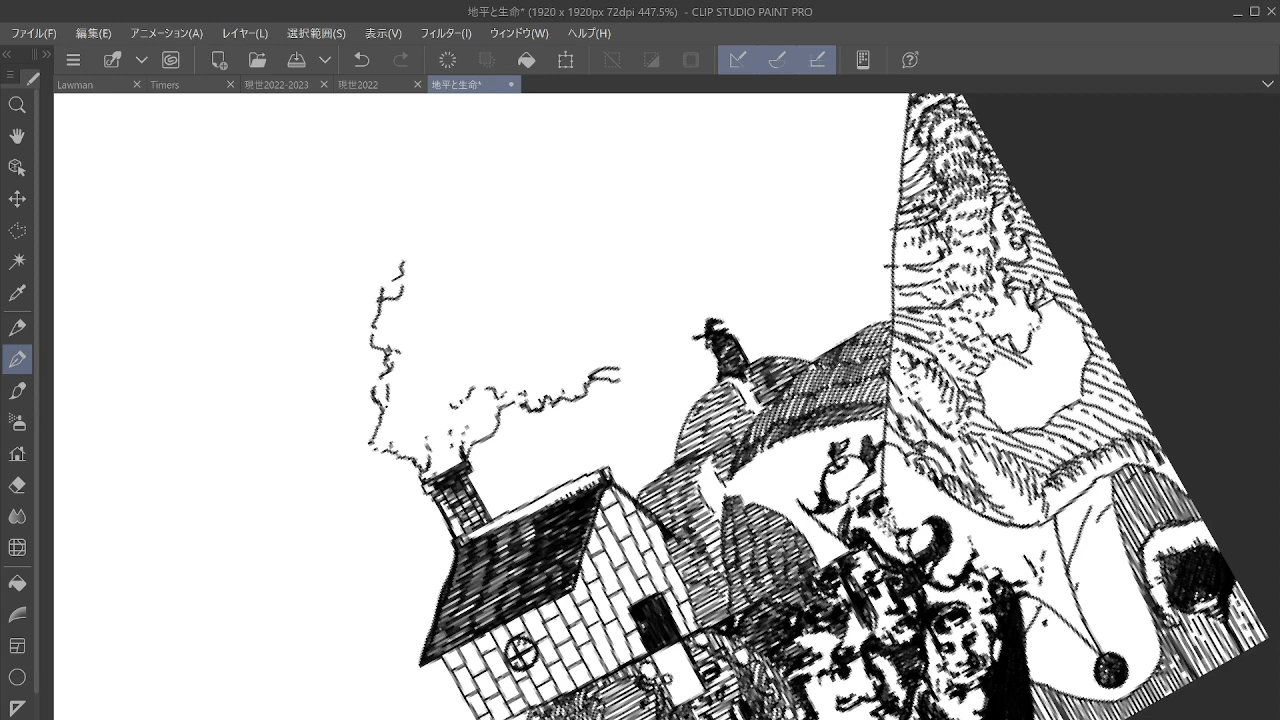 地平と生命* (1920 x 1920px 72dpi 447.5%) - CLIP STUDIO PAINT PRO
ファイル(F) 編集(E) アニメーション(A) レイヤー(L) 選択範囲(S) 表示(V) フィルター(I) ウィンドウ(W) ヘルプ(H)
Lawman Timers 現世2022-2023 現世2022 地平と生命*